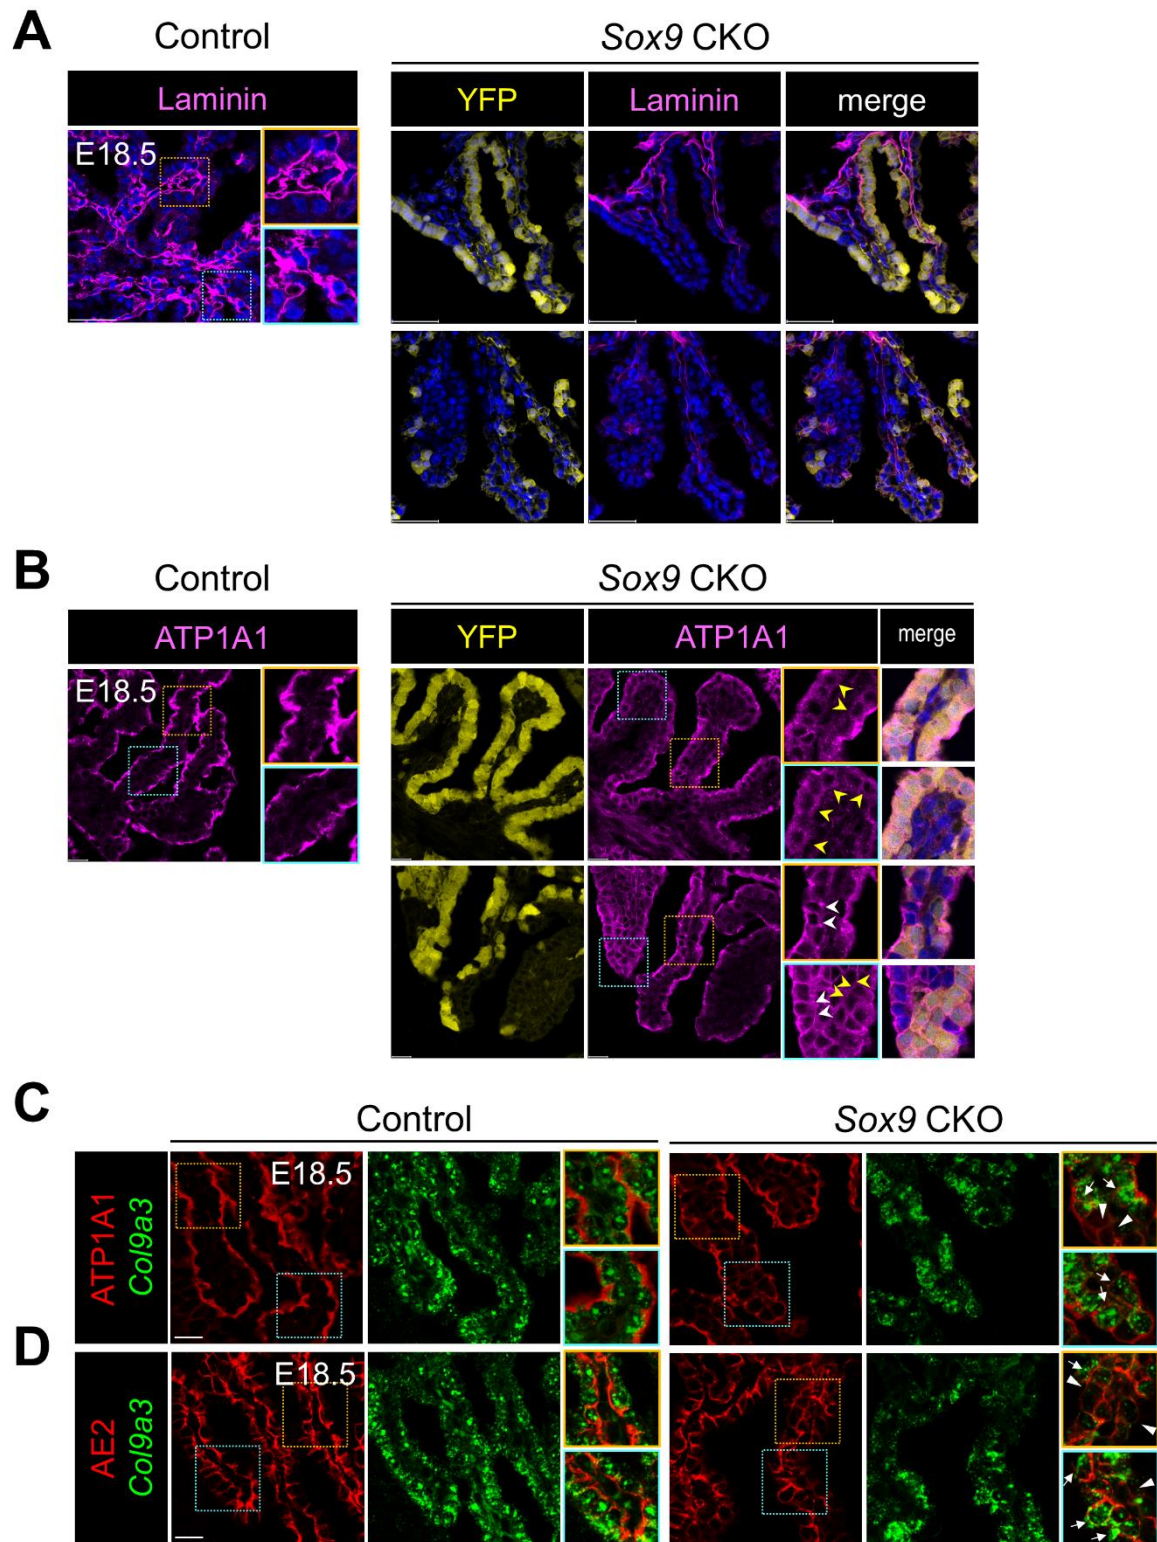 A
Control
Sox9 CKO
Laminin
YFP
Laminin
merge
E18.5
B
Control
Sox9 CKO
ATP1A1
YFP
ATP1A1
merge
E18.5
C
Control
Sox9 CKO
ATP1A1
Col9a3
E18.5
D
AE2
Col9a3
E18.5